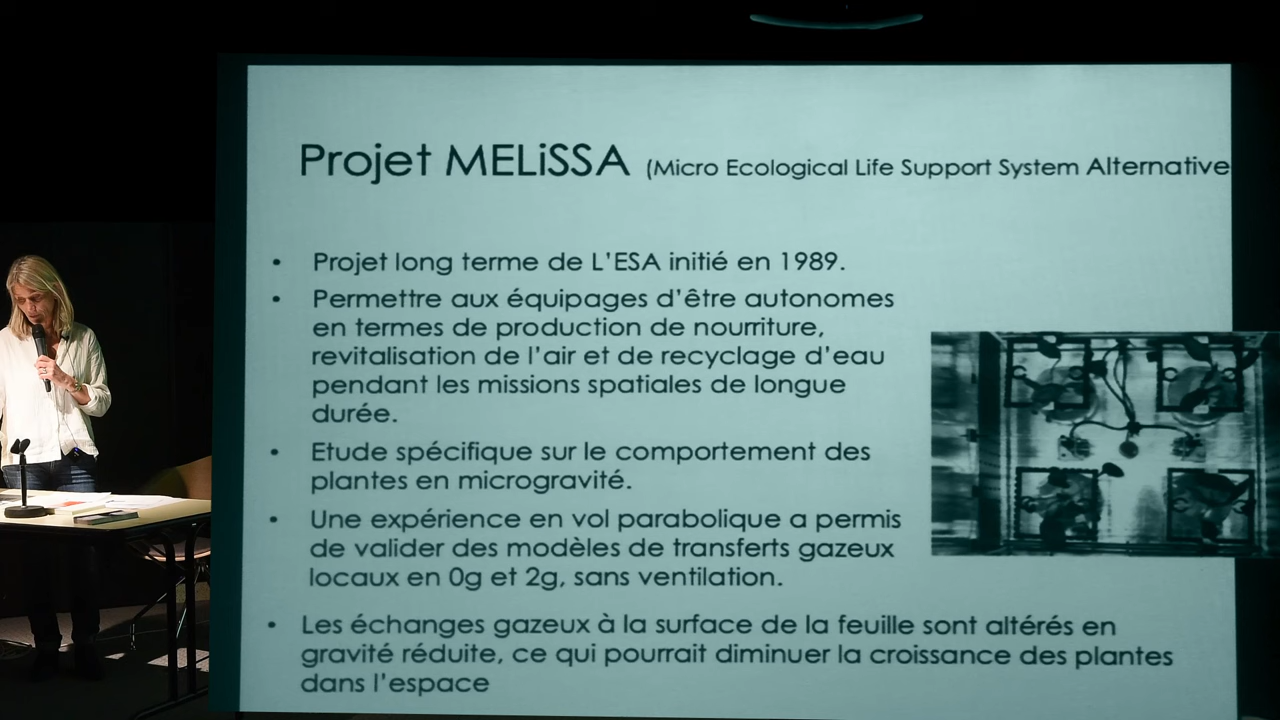 Projet MELiSSA (Micro Ecological Life Support System Alternative
• Projet long terme de L'ESA initié en 1989.
• Permettre aux équipages d'être autonomes
en termes de production de nourriture,
revitalisation de l'air et de recyclage d'eau
pendant les missions spatiales de longue
durée.
• Etude spécifique sur le comportement des
plantes en microgravité.
• Une expérience en vol parabolique a permis
de valider des modèles de transferts gazeux
locaux en 0g et 2g, sans ventilation.
• Les échanges gazeux à la surface de la feuille sont altérés en
gravité réduite, ce qui pourrait diminuer la croissance des plantes
dans l'espace